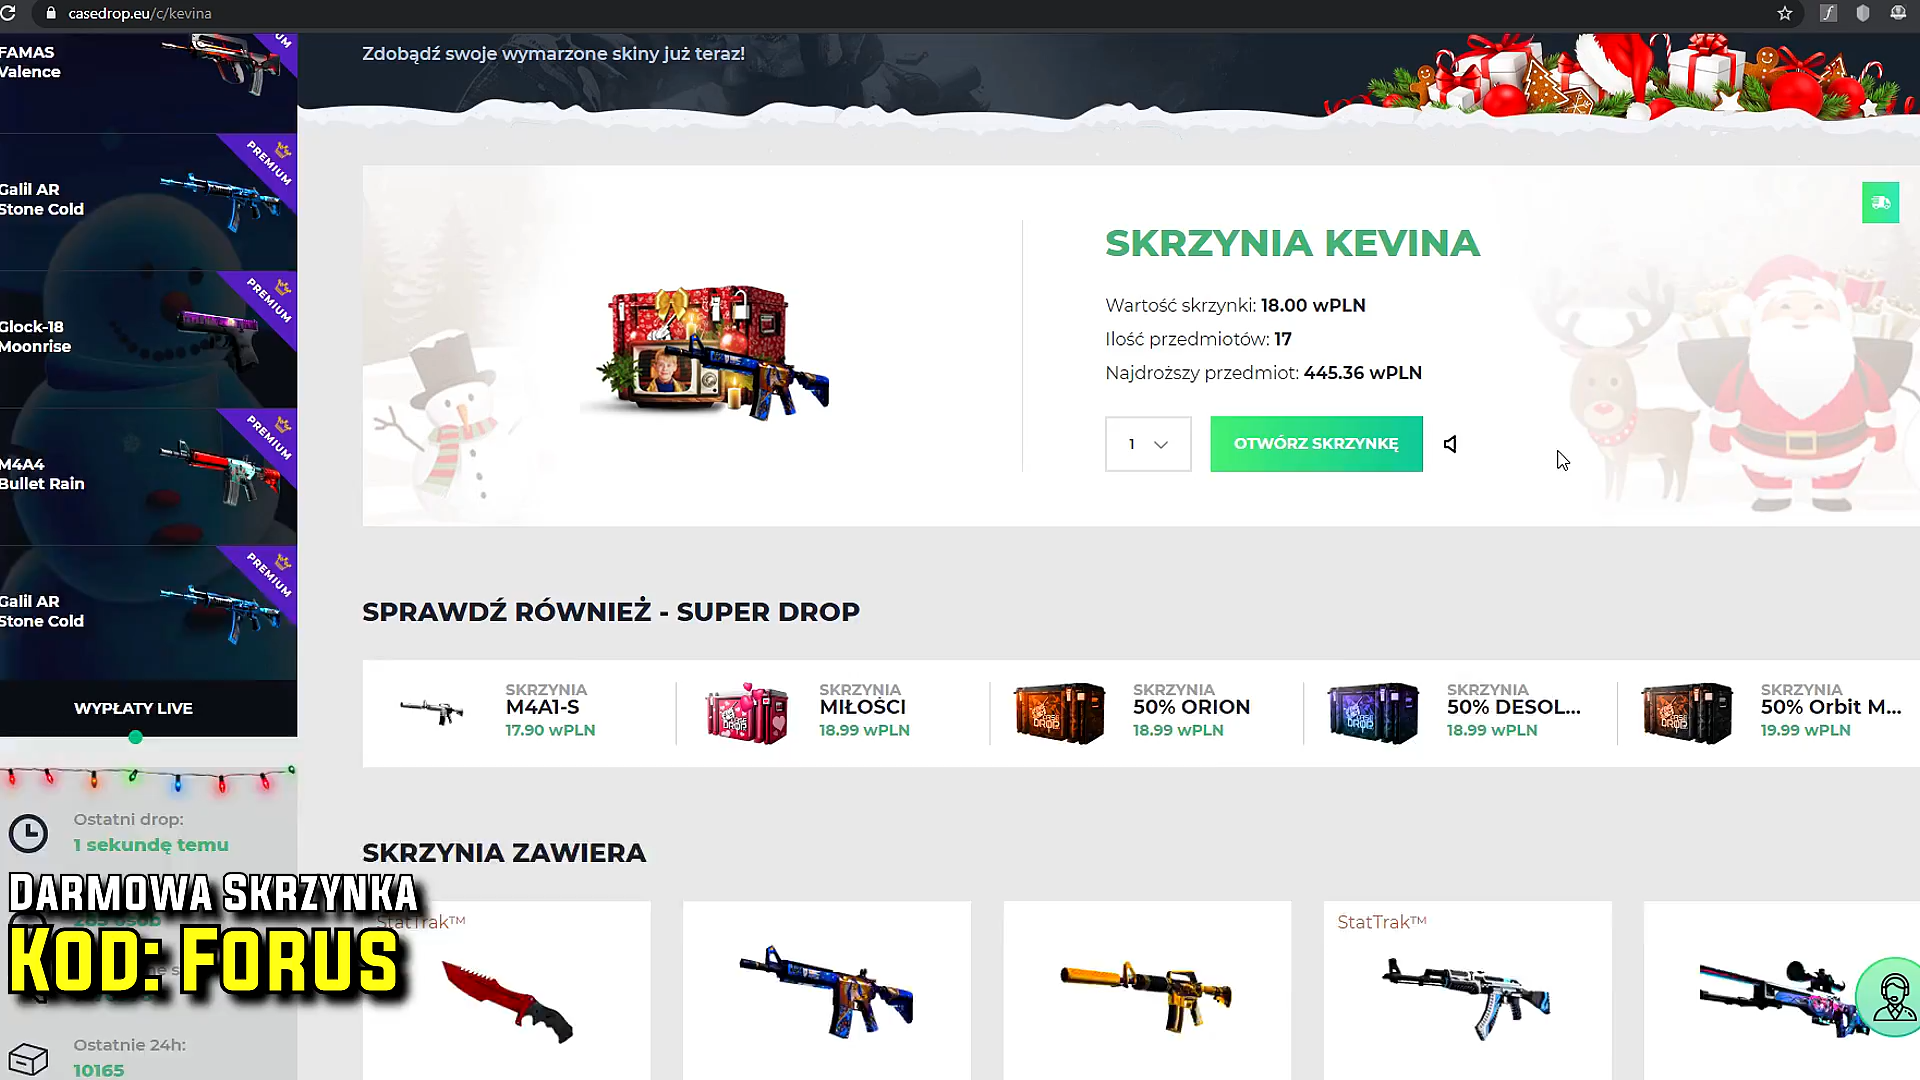 casedrop.eu/c/kevina
FAMAS
Valence
PREMIUM
Galil AR
Stone Cold
PREMIUM
Glock-18
Moonrise
PREMIUM
M4A4
Bullet Rain
PREMIUM
Galil AR
Stone Cold
WYPŁATY LIVE
Ostatni drop:
1 sekundę temu
DARMOWA SKRZYNKA
KOD: FORUS
Ostatnie 24h:
10165
Zdobądź swoje wymarzone skiny już teraz!
SKRZYNIA KEVINA
Wartość skrzynki: 18.00 wPLN
Ilość przedmiotów: 17
Najdroższy przedmiot: 445.36 wPLN
1
OTWÓRZ SKRZYNKĘ
SPRAWDŹ RÓWNIEŻ - SUPER DROP
SKRZYNIA
M4A1-S
17.90 wPLN
SKRZYNIA
MIŁOŚCI
18.99 wPLN
SKRZYNIA
50% ORION
18.99 wPLN
SKRZYNIA
50% DESOL...
18.99 wPLN
SKRZYNIA
50% Orbit M...
19.99 wPLN
SKRZYNIA ZAWIERA
StatTrak™
StatTrak™